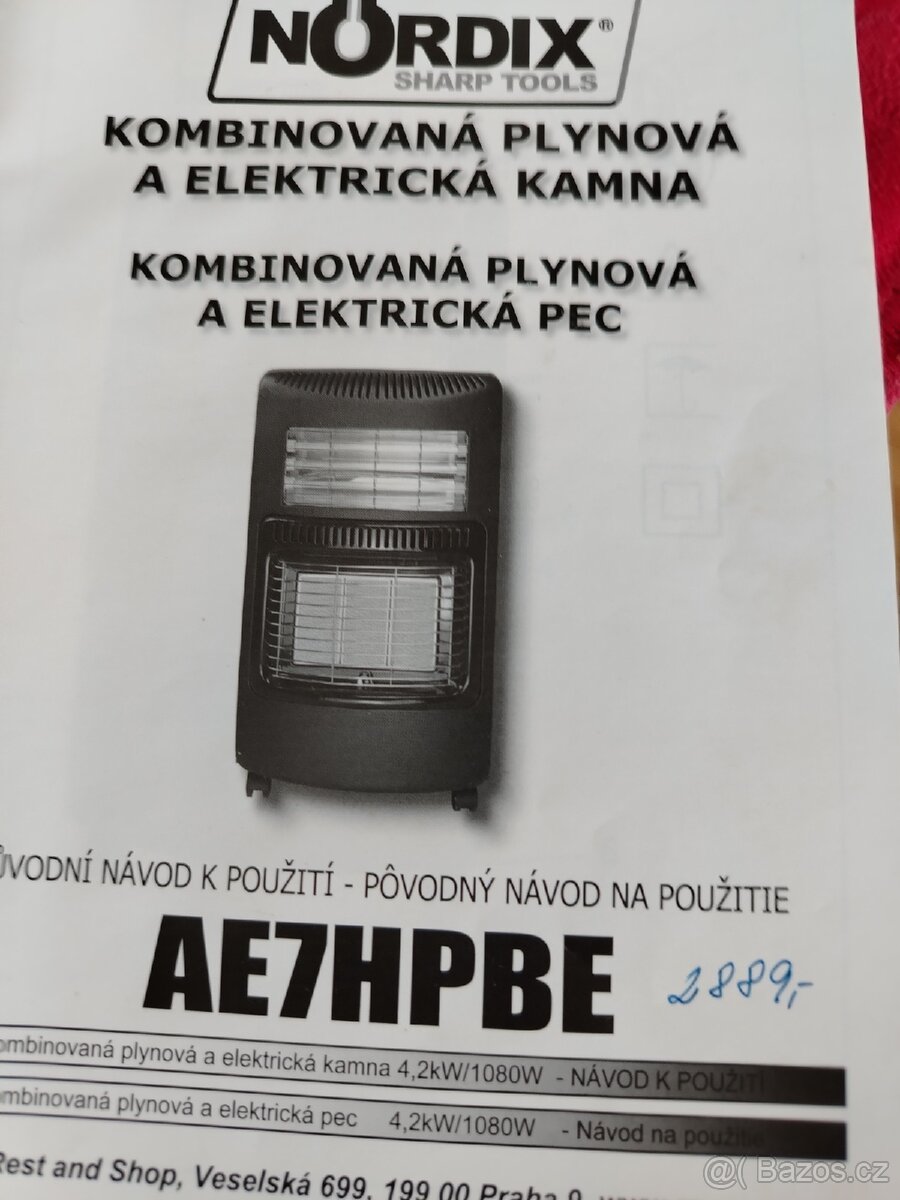 NORDIX®
SHARP TOOLS
KOMBINOVANÁ PLYNOVÁ
A ELEKTRICKÁ KAMNA
KOMBINOVANÁ PLYNOVÁ
A ELEKTRICKÁ PEC
ŮVODNÍ NÁVOD K POUŽITÍ - PÔVODNÝ NÁVOD NA POUŽITIE
AE7HPBE 2889,-
ombinovaná plynová a elektrická kamna 4,2kW/1080W - NÁVOD K POUŽITÍ
ombinovaná plynová a elektrická pec 4,2kW/1080W - Návod na použitie
Rest and Shop, Veselská 699, 199 00 Praha 9
@( Bazos.cz